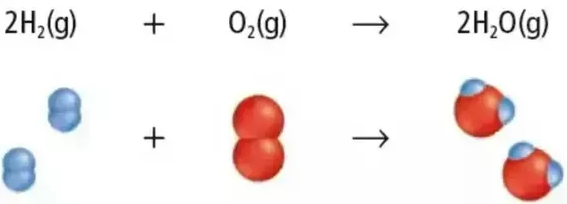 2H₂(g) + O₂(g) → 2H₂O(g)
+ →